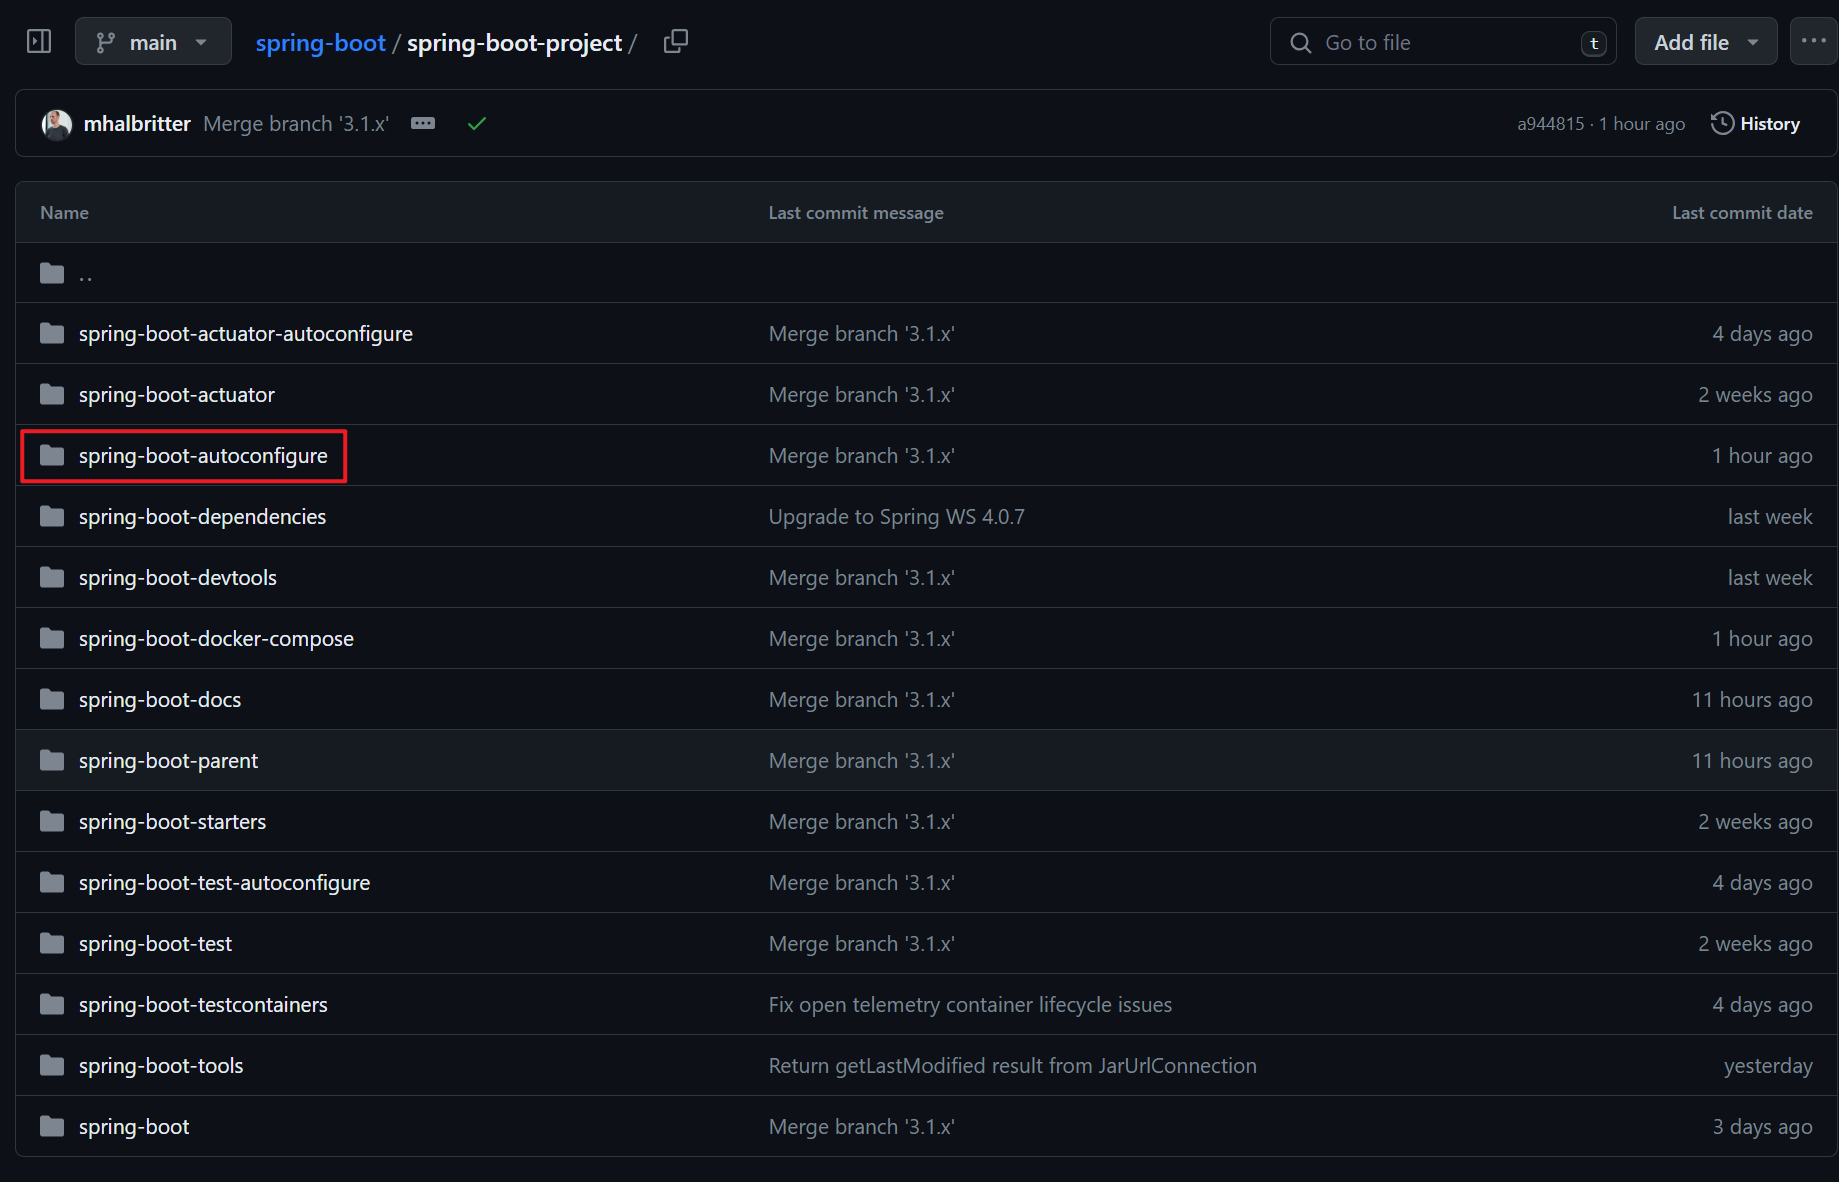 main spring-boot / spring-boot-project / Go to file t Add file
mhalbritter Merge branch '3.1.x' a944815 · 1 hour ago History
Name Last commit message Last commit date
..
spring-boot-actuator-autoconfigure Merge branch '3.1.x' 4 days ago
spring-boot-actuator Merge branch '3.1.x' 2 weeks ago
spring-boot-autoconfigure Merge branch '3.1.x' 1 hour ago
spring-boot-dependencies Upgrade to Spring WS 4.0.7 last week
spring-boot-devtools Merge branch '3.1.x' last week
spring-boot-docker-compose Merge branch '3.1.x' 1 hour ago
spring-boot-docs Merge branch '3.1.x' 11 hours ago
spring-boot-parent Merge branch '3.1.x' 11 hours ago
spring-boot-starters Merge branch '3.1.x' 2 weeks ago
spring-boot-test-autoconfigure Merge branch '3.1.x' 4 days ago
spring-boot-test Merge branch '3.1.x' 2 weeks ago
spring-boot-testcontainers Fix open telemetry container lifecycle issues 4 days ago
spring-boot-tools Return getLastModified result from JarUrlConnection yesterday
spring-boot Merge branch '3.1.x' 3 days ago